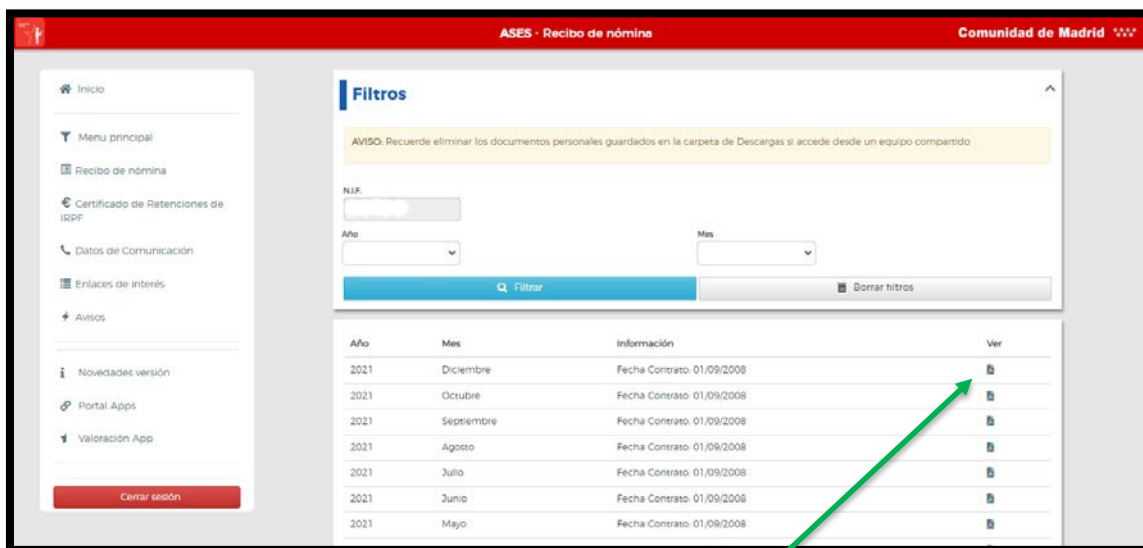 ASES - Recibo de nómina
Comunidad de Madrid
Inicio
Menu principal
Recibo de nómina
Certificado de Retenciones de
IRPF
Datos de Comunicación
Enlaces de interés
Avisos
Novedades versión
Portal Apps
Valoración App
Cerrar sesión
Filtros
AVISO: Recuerde eliminar los documentos personales guardados en la carpeta de Descargas si accede desde un equipo compartido
N.I.F.
Año Mes
Filtrar Borrar filtros
Año Mes Información Ver
2021 Diciembre Fecha Contrato: 01/09/2008
2021 Octubre Fecha Contrato: 01/09/2008
2021 Septiembre Fecha Contrato: 01/09/2008
2021 Agosto Fecha Contrato: 01/09/2008
2021 Julio Fecha Contrato: 01/09/2008
2021 Junio Fecha Contrato: 01/09/2008
2021 Mayo Fecha Contrato: 01/09/2008